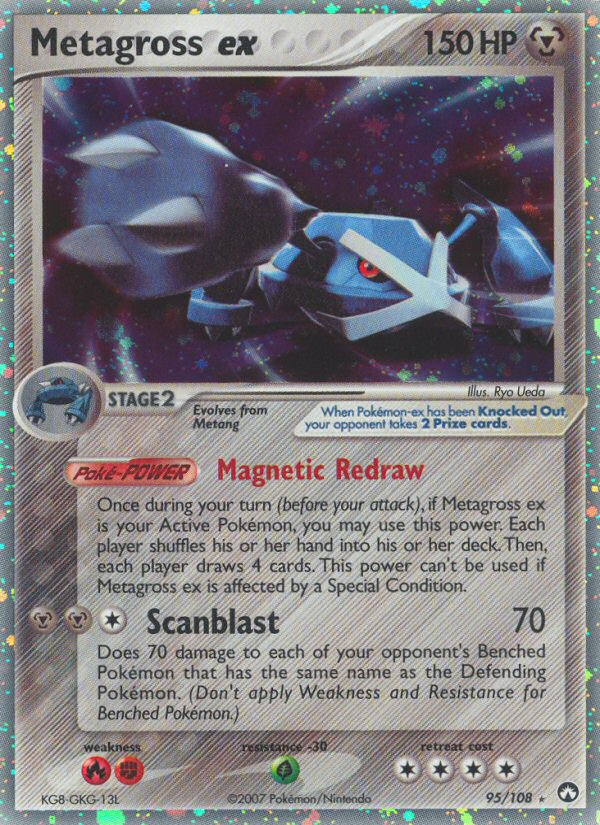 Metagross ex 150 HP
Illus. Ryo Ueda
STAGE 2
Evolves from
Metang
When Pokémon-ex has been Knocked Out,
your opponent takes 2 Prize cards.
Poké-POWER Magnetic Redraw
Once during your turn (before your attack), if Metagross ex
is your Active Pokémon, you may use this power. Each
player shuffles his or her hand into his or her deck. Then,
each player draws 4 cards. This power can't be used if
Metagross ex is affected by a Special Condition.
Scanblast 70
Does 70 damage to each of your opponent's Benched
Pokémon that has the same name as the Defending
Pokémon. (Don't apply Weakness and Resistance for
Benched Pokémon.)
weakness resistance -30 retreat cost
KG8-GKG-13L ©2007 Pokémon/Nintendo 95/108 ★